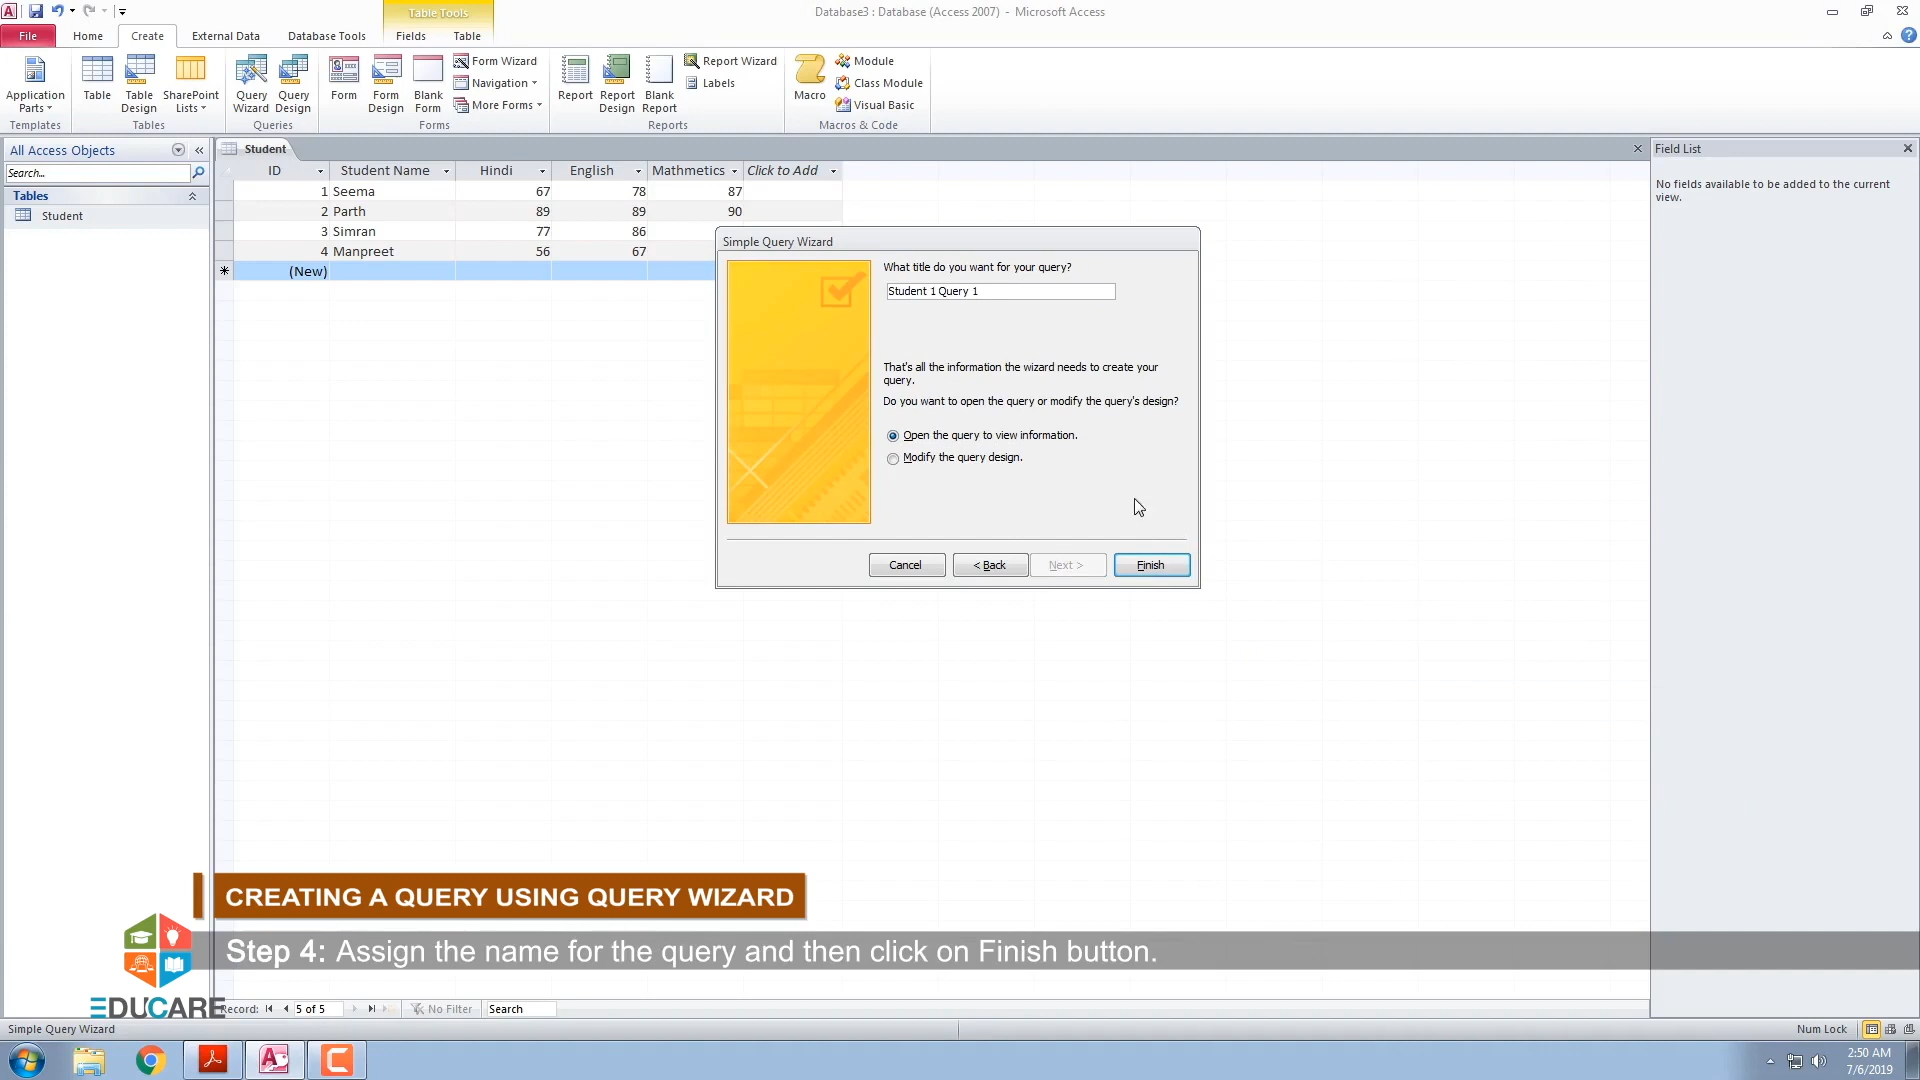 Table Tools
Database3 : Database (Access 2007) - Microsoft Access
File Home Create External Data Database Tools Fields Table
Application Parts
Table
Table Design
SharePoint Lists
Query Wizard
Query Design
Form
Form Design
Blank Form
Form Wizard
Navigation
More Forms
Report
Report Design
Blank Report
Report Wizard
Labels
Macro
Module
Class Module
Visual Basic
Templates Tables Queries Forms Reports Macros & Code
All Access Objects
Search...
Tables
Student
Student
ID Student Name Hindi English Mathmetics Click to Add
1 Seema 67 78 87
2 Parth 89 89 90
3 Simran 77 86
4 Manpreet 56 67
* (New)
Simple Query Wizard
What title do you want for your query?
Student 1 Query 1
That's all the information the wizard needs to create your
query.
Do you want to open the query or modify the query's design?
Open the query to view information.
Modify the query design.
Cancel < Back Next > Finish
Field List
No fields available to be added to the current
view.
CREATING A QUERY USING QUERY WIZARD
Step 4: Assign the name for the query and then click on Finish button.
EDUCARE
Record: 5 of 5 No Filter Search
Simple Query Wizard
Num Lock
2:50 AM
7/6/2019